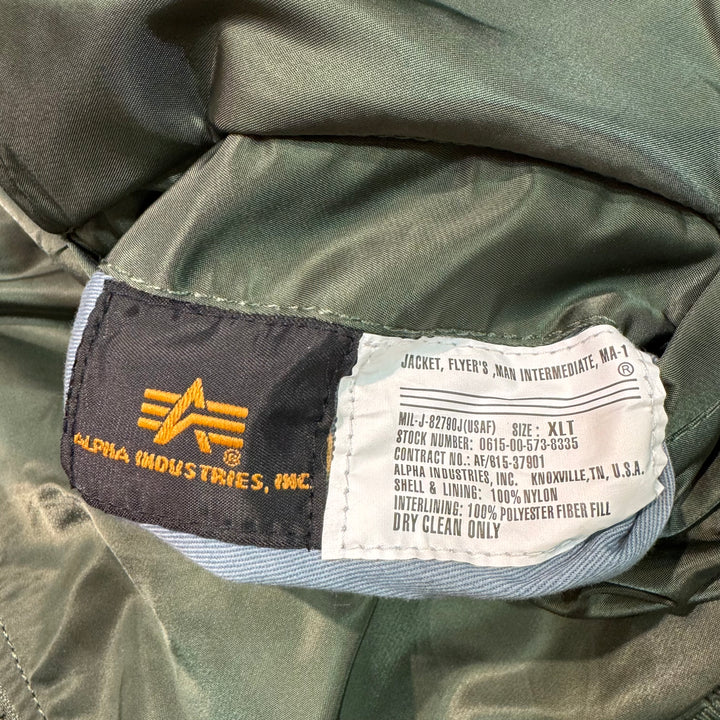 ALPHA INDUSTRIES, INC.
®
JACKET, FLYER'S ,MAN INTERMEDIATE, MA-1
®
MIL-J-82790J(USAF) SIZE : XLT
STOCK NUMBER: 0615-00-573-8335
CONTRACT NO.: AF/815-37901
ALPHA INDUSTRIES, INC. KNOXVILLE,TN, U.S.A.
SHELL & LINING: 100% NYLON
INTERLINING: 100% POLYESTER FIBER FILL
DRY CLEAN ONLY